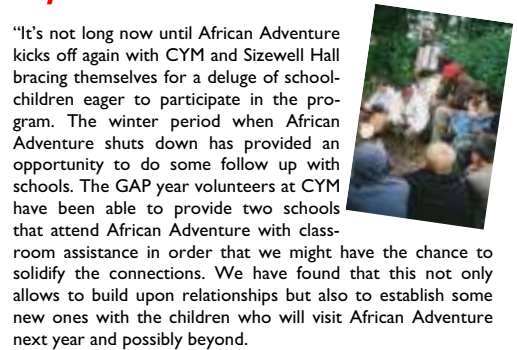 “It’s not long now until African Adventure
kicks off again with CYM and Sizewell Hall
bracing themselves for a deluge of school-
children eager to participate in the pro-
gram. The winter period when African
Adventure shuts down has provided an
opportunity to do some follow up with
schools. The GAP year volunteers at CYM
have been able to provide two schools
that attend African Adventure with class-
room assistance in order that we might have the chance to
solidify the connections. We have found that this not only
allows to build upon relationships but also to establish some
new ones with the children who will visit African Adventure
next year and possibly beyond.